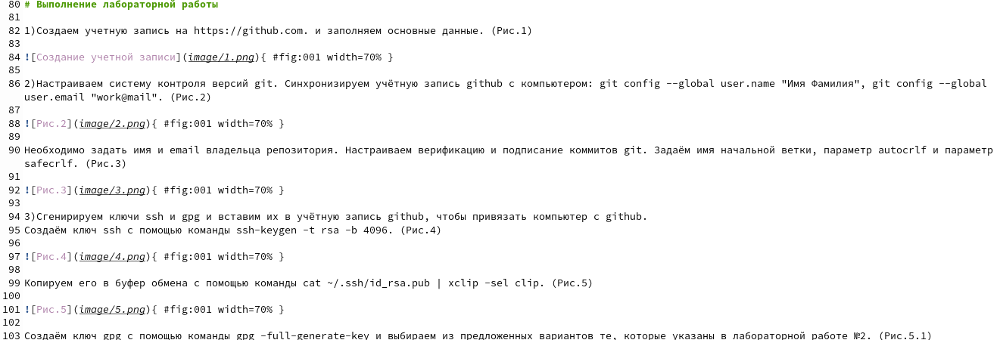 80 # Выполнение лабораторной работы
81
82 1)Создаем учетную запись на https://github.com. и заполняем основные данные. (Рис.1)
83
84 ![Создание учетной записи](image/1.png){ #fig:001 width=70% }
85
86 2)Настраиваем систему контроля версий git. Синхронизируем учётную запись github с компьютером: git config --global user.name "Имя Фамилия", git config --global
user.email "work@mail". (Рис.2)
87
88 ![Рис.2](image/2.png){ #fig:001 width=70% }
89
90 Необходимо задать имя и email владельца репозитория. Настраиваем верификацию и подписание коммитов git. Задаём имя начальной ветки, параметр autocrlf и параметр
safecrlf. (Рис.3)
91
92 ![Рис.3](image/3.png){ #fig:001 width=70% }
93
94 3)Сгенирируем ключи ssh и gpg и вставим их в учётную запись github, чтобы привязать компьютер с github.
95 Создаём ключ ssh с помощью команды ssh-keygen -t rsa -b 4096. (Рис.4)
96
97 ![Рис.4](image/4.png){ #fig:001 width=70% }
98
99 Копируем его в буфер обмена с помощью команды cat ~/.ssh/id_rsa.pub | xclip -sel clip. (Рис.5)
100
101 ![Рис.5](image/5.png){ #fig:001 width=70% }
102
103 Создаём ключ gpg с помощью команды gpg -full-generate-key и выбираем из предложенных вариантов те, которые указаны в лабораторной работе №2. (Рис.5.1)